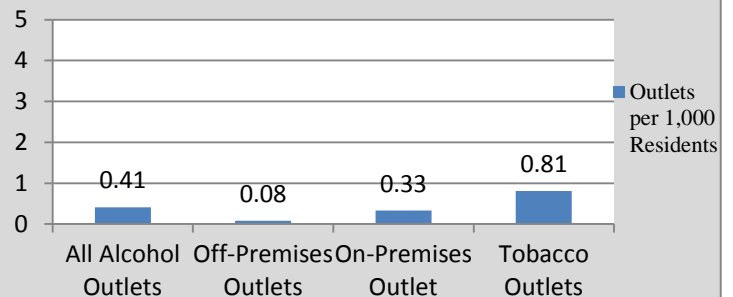 5
4
3
2
1
0
0.41
0.08
0.33
0.81
All Alcohol Off-Premises On-Premises Tobacco
Outlets Outlets Outlet Outlets
Outlets
per 1,000
Residents